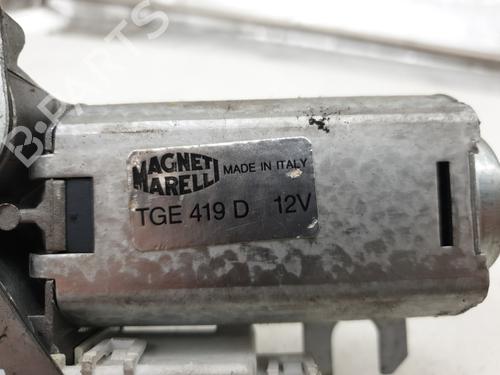 MAGNETI
MARELLI
MADE IN ITALY
TGE 419 D 12V
B-PARTS